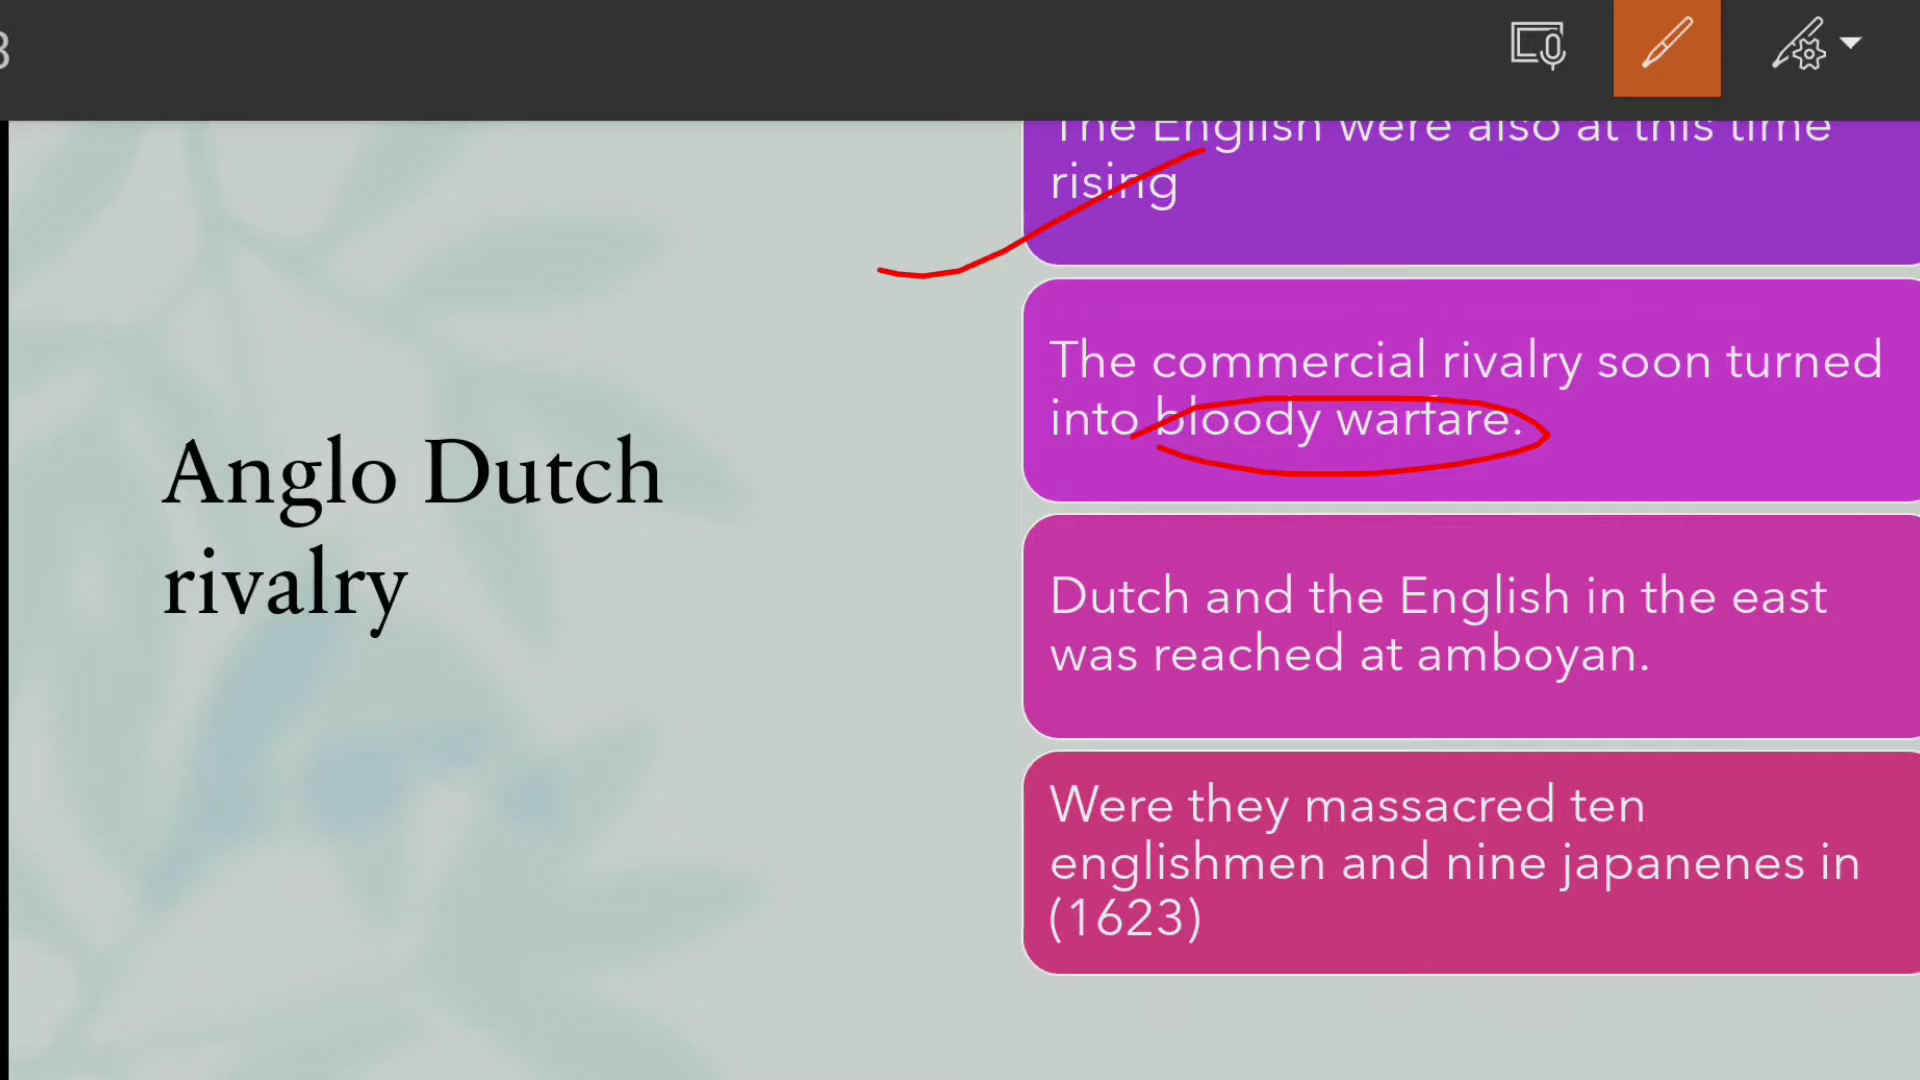 The English were also at this time
rising
The commercial rivalry soon turned
into bloody warfare.
Anglo Dutch
rivalry
Dutch and the English in the east
was reached at amboyan.
Were they massacred ten
englishmen and nine japanenes in
(1623)